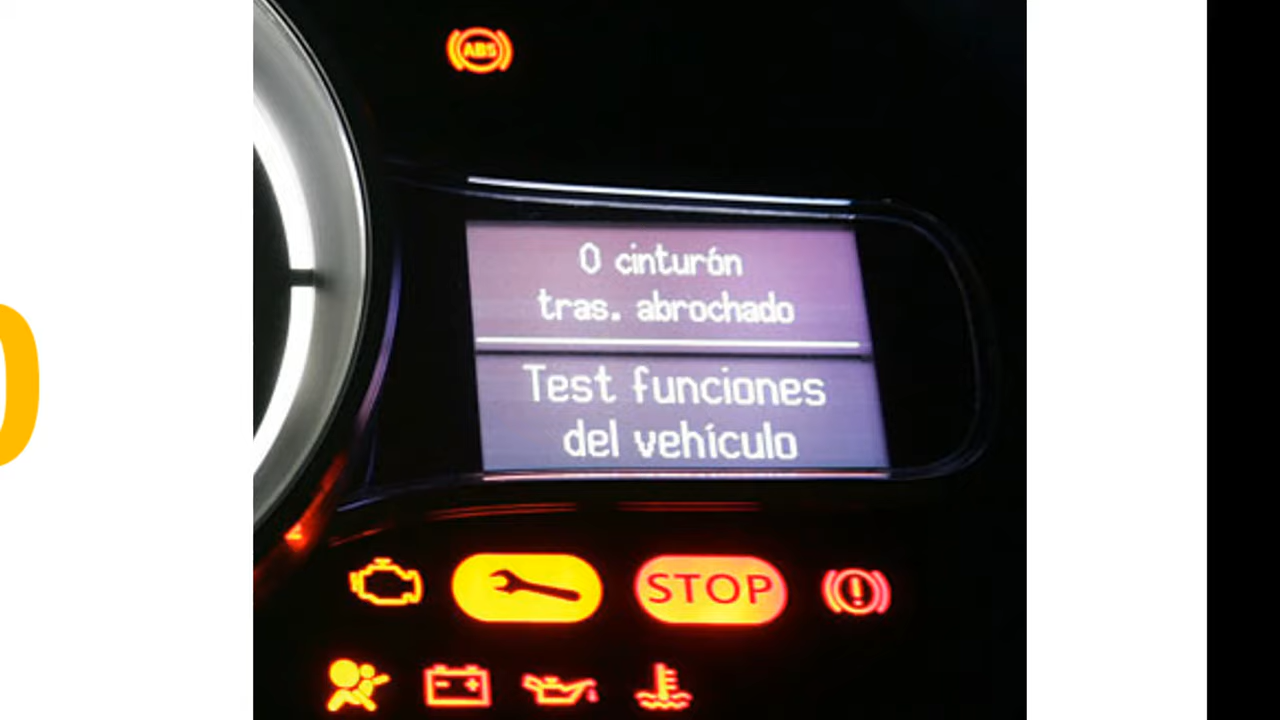 ABS
0 cinturón
tras. abrochado
Test funciones
del vehículo
STOP